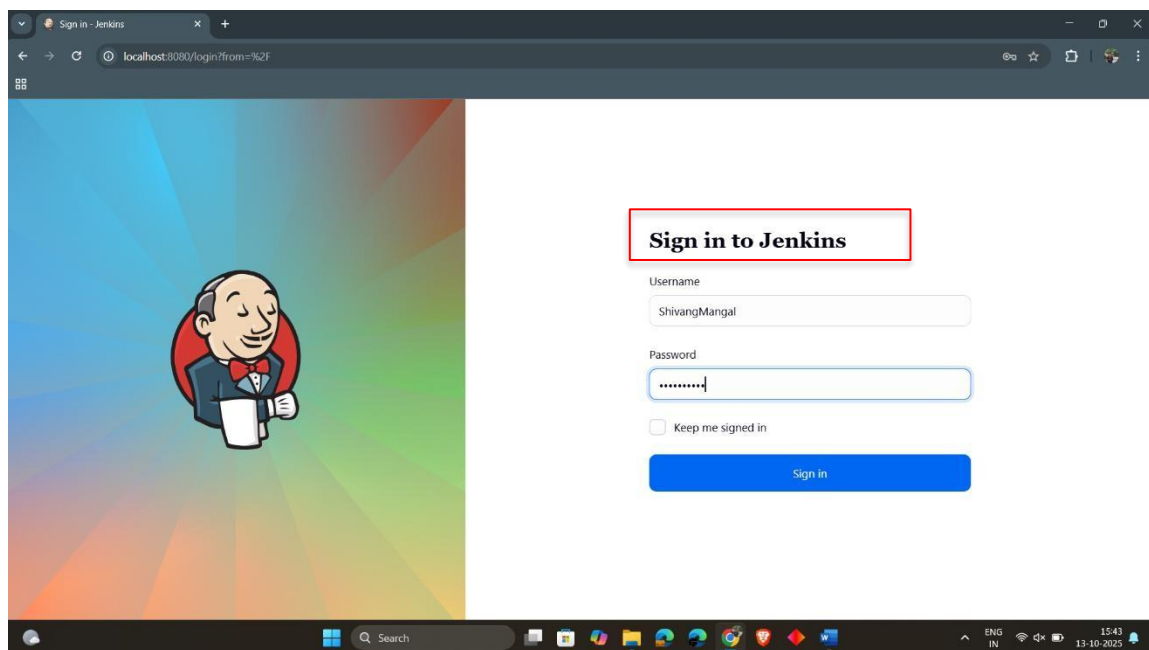 Sign in - Jenkins
localhost:8080/login?from=%2F
Sign in to Jenkins
Username
ShivangMangal
Password
••••••••••
Keep me signed in
Sign in
Search
ENG
IN
15:43
13-10-2025